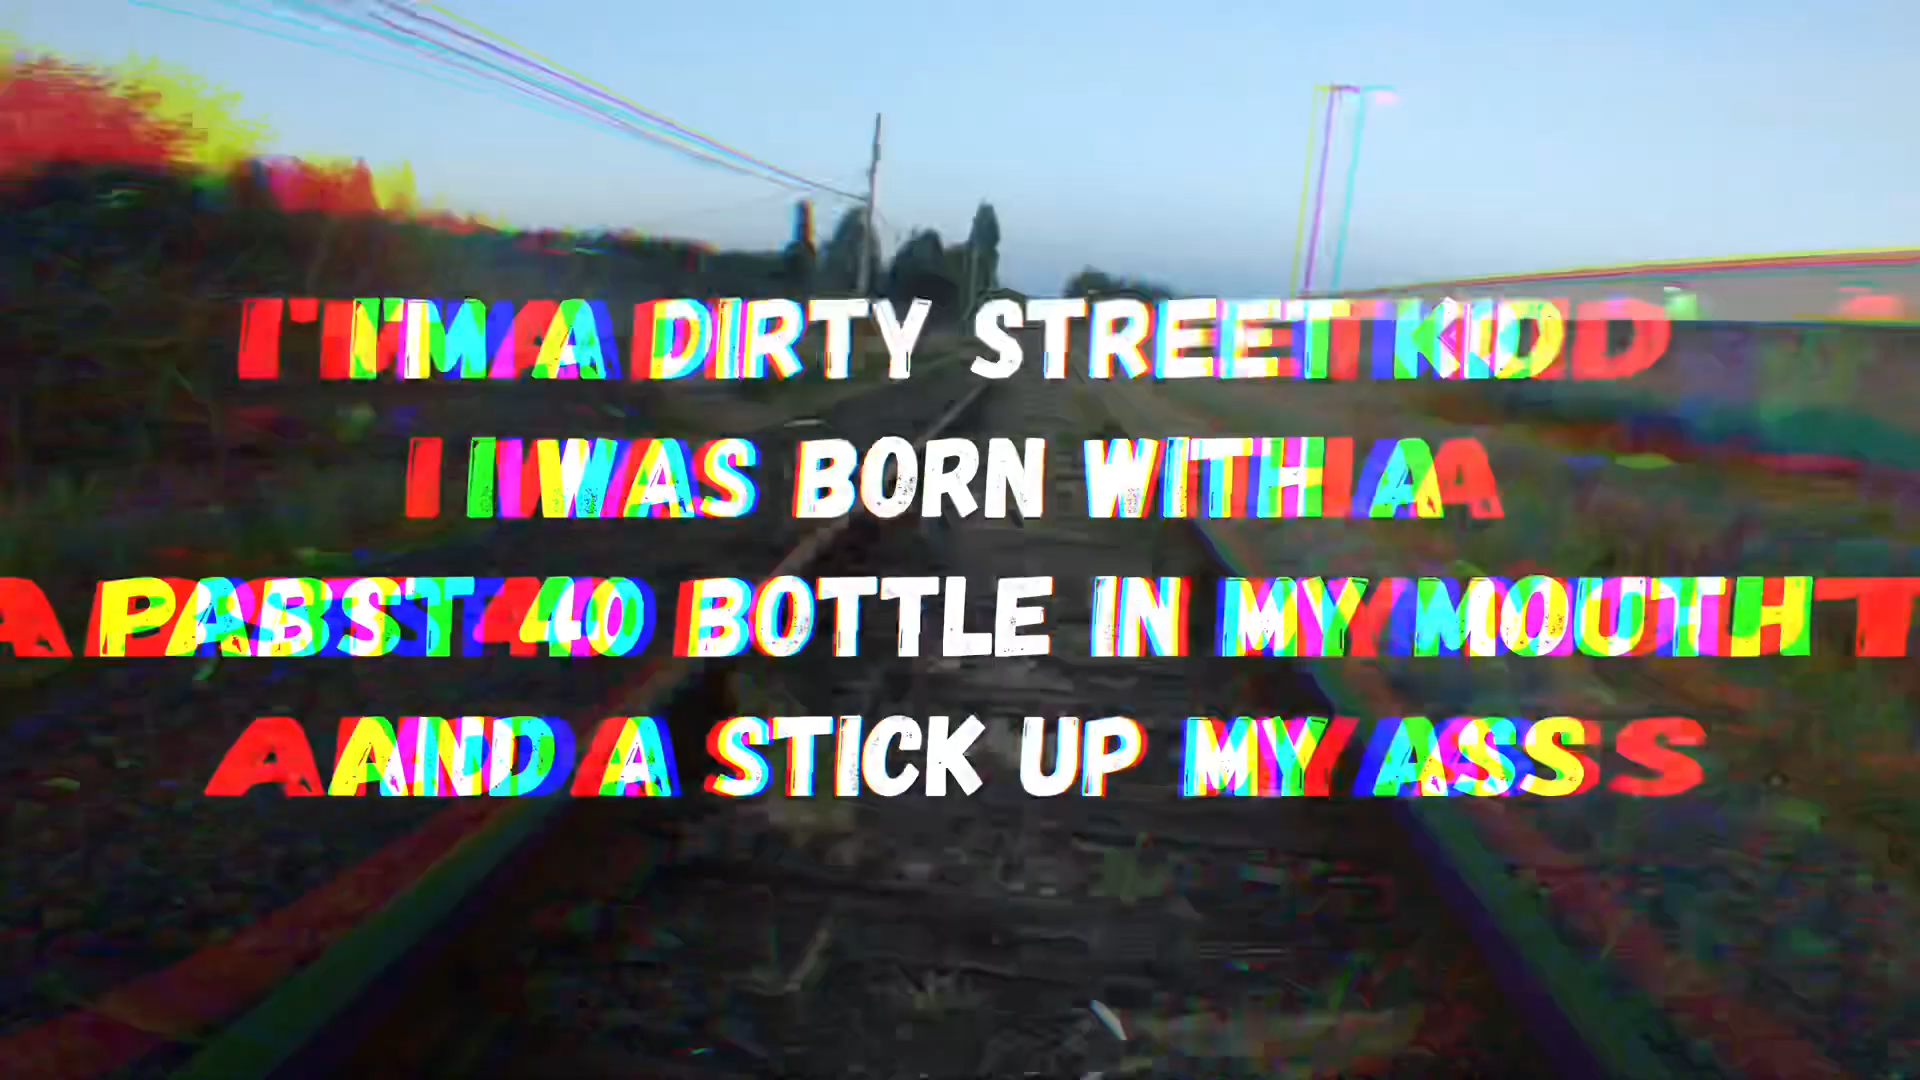 I'M A DIRTY STREET KID
I WAS BORN WITH A
PABST 40 BOTTLE IN MY MOUTH
AND A STICK UP MY ASS